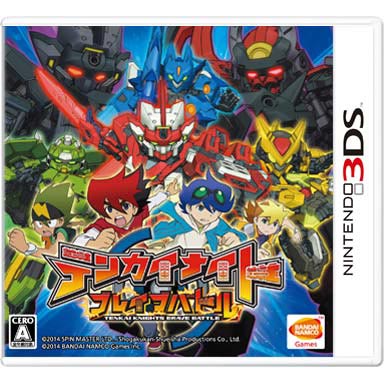 NINTENDO 3DS
テンカイナイト
ブレイブバトル
TENKAI KNIGHTS BRAVE BATTLE
CERO
A
©2014 SPIN MASTER LTD./Shogakukan-Shueisha Productions Co.,Ltd.
©2014 BANDAI NAMCO Games Inc.
BANDAI
NAMCO
Games